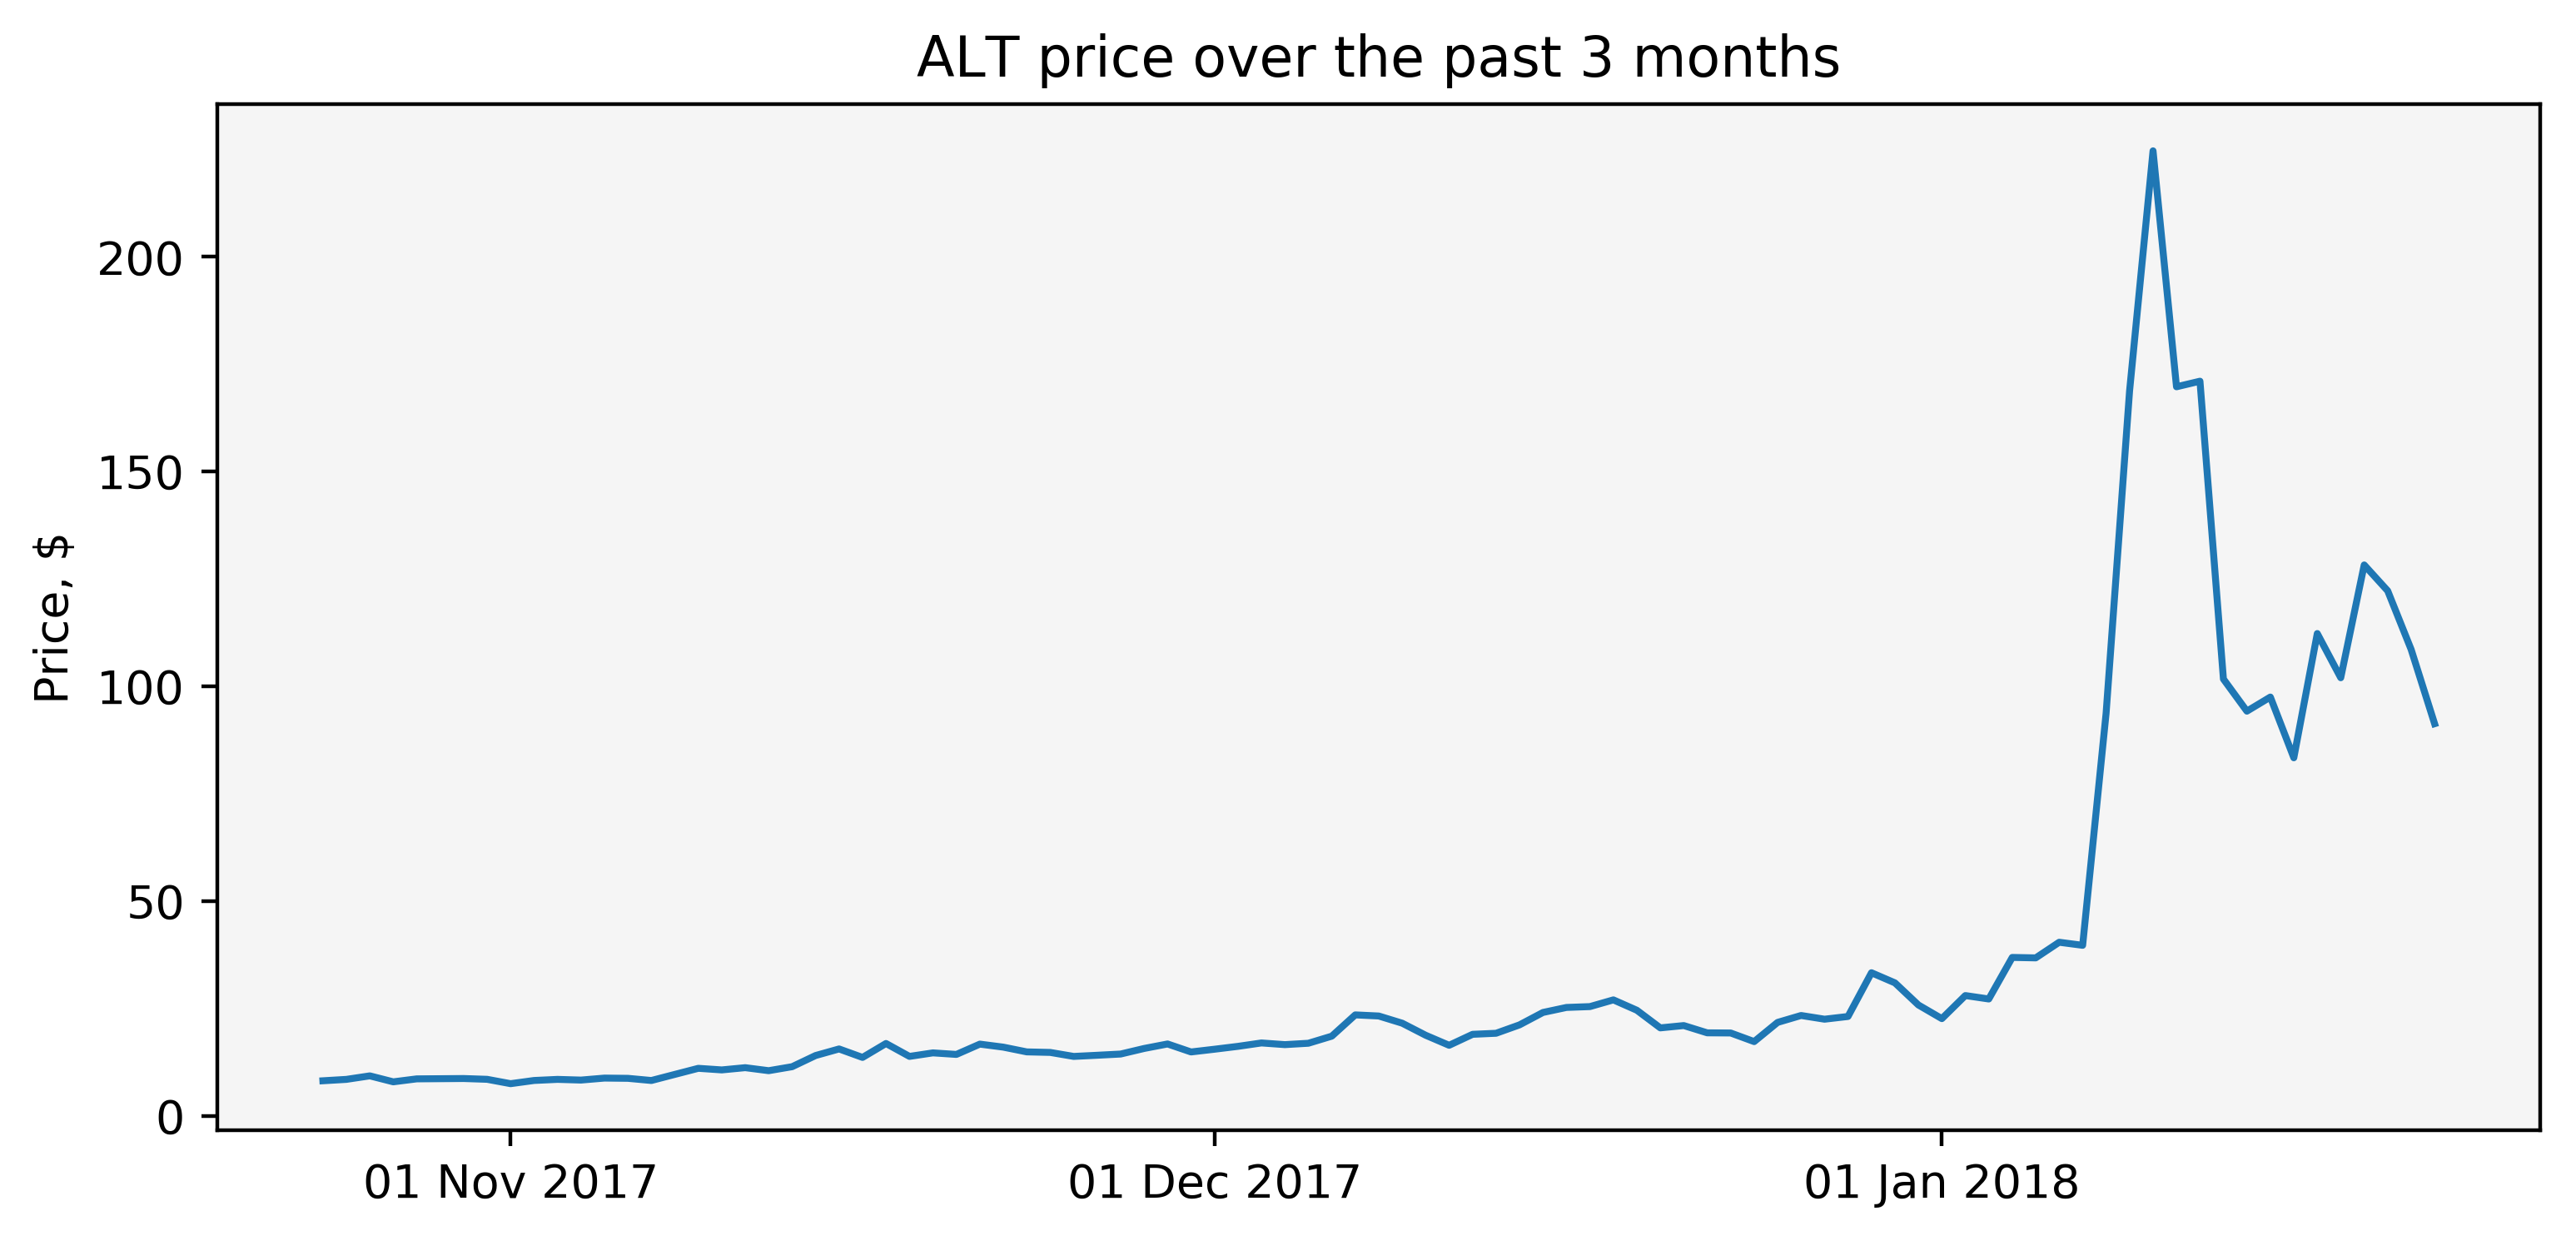 ALT price over the past 3 months
Price, $
200
150
100
50
0
01 Nov 2017
01 Dec 2017
01 Jan 2018